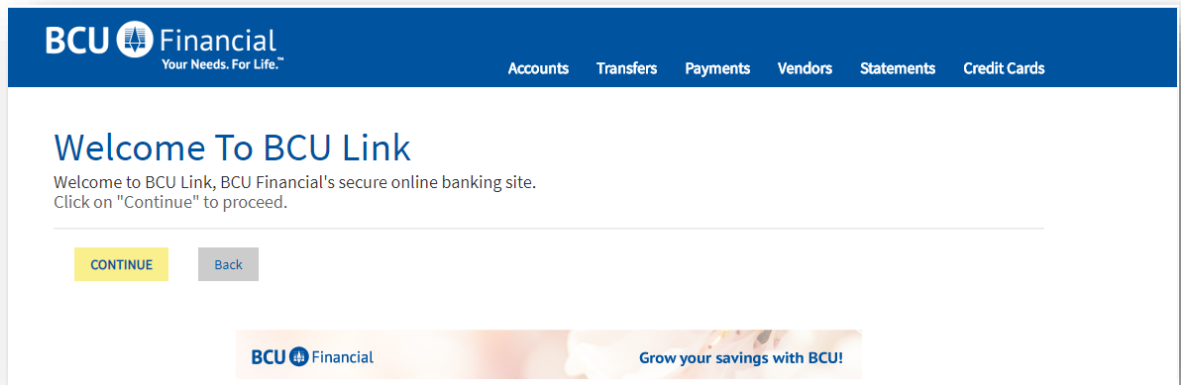 BCU Financial
Your Needs. For Life.™
Accounts Transfers Payments Vendors Statements Credit Cards
Welcome To BCU Link
Welcome to BCU Link, BCU Financial's secure online banking site.
Click on "Continue" to proceed.
CONTINUE Back
BCU Financial Grow your savings with BCU!